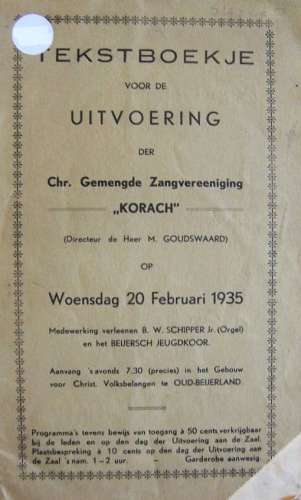 TEKSTBOEKJE
VOOR DE
UITVOERING
DER
Chr. Gemengde Zangvereeniging
„KORACH"
(Directeur de Heer M. GOUDSWAARD)
OP
Woensdag 20 Februari 1935
Medewerking verleenen B. W. SCHIPPER Jr. (Orgel)
en het BEIJERSCH JEUGDKOOR.
Aanvang 's avonds 7.30 (precies) in het Gebouw
voor Christ. Volksbelangen te OUD-BEIJERLAND.
Programma's tevens bewijs van toegang à 50 cents verkrijgbaar
bij de leden en op den dag der Uitvoering aan de Zaal.
Plaatsbespreking à 10 cents op den dag der Uitvoering aan
de Zaal 's nam. 1—2 uur. — Garderobe aanwezig.